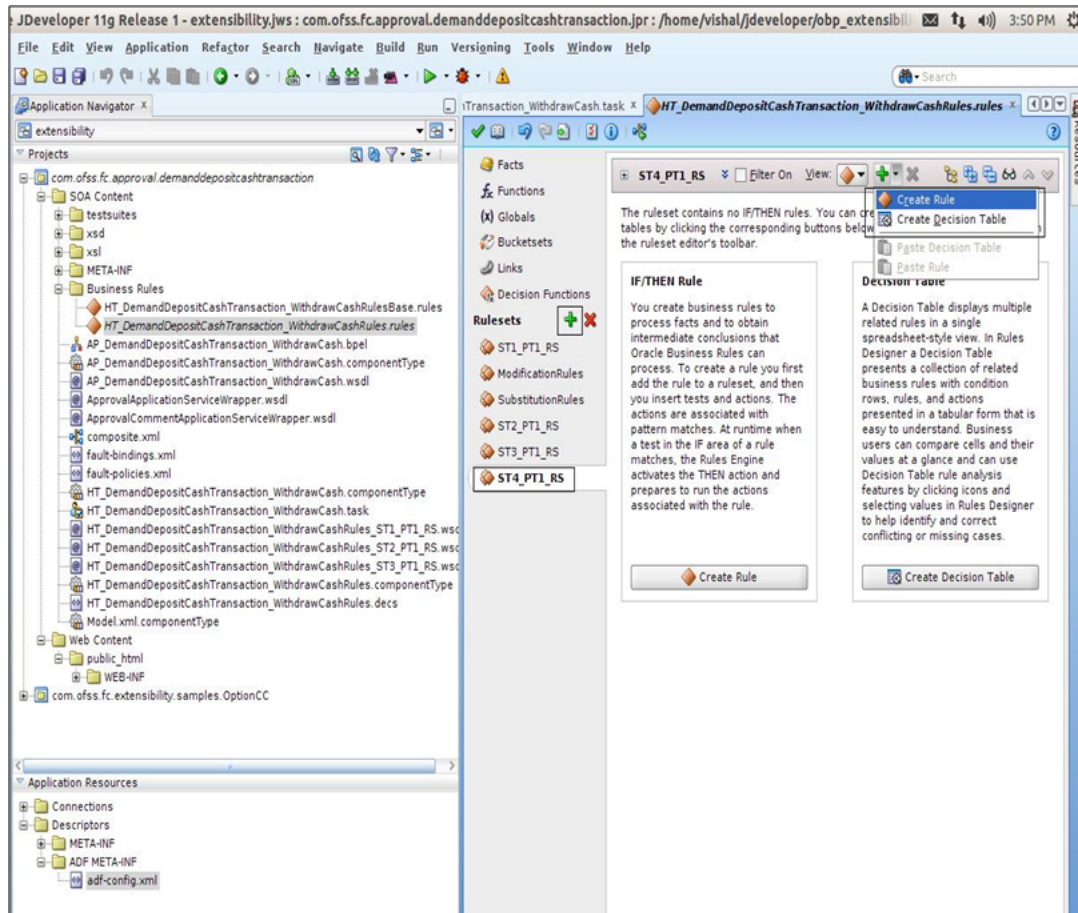 JDeveloper 11g Release 1 - extensibility.jws : com.ofss.fc.approval.demanddepositcashtransaction.jpr : /home/vishal/jdeveloper/obp_extensibili
3:50 PM
File Edit View Application Refactor Search Navigate Build Run Versioning Tools Window Help
Search
Application Navigator
Transaction_WithdrawCash.task
HT_DemandDepositCashTransaction_WithdrawCashRules.rules
Resources
extensibility
Projects
com.ofss.fc.approval.demanddepositcashtransaction
SOA Content
testsuites
xsd
xsl
META-INF
Business Rules
HT_DemandDepositCashTransaction_WithdrawCashRulesBase.rules
HT_DemandDepositCashTransaction_WithdrawCashRules.rules
AP_DemandDepositCashTransaction_WithdrawCash.bpel
AP_DemandDepositCashTransaction_WithdrawCash.componentType
AP_DemandDepositCashTransaction_WithdrawCash.wsdl
ApprovalApplicationServiceWrapper.wsdl
ApprovalCommentApplicationServiceWrapper.wsdl
composite.xml
fault-bindings.xml
fault-policies.xml
HT_DemandDepositCashTransaction_WithdrawCash.componentType
HT_DemandDepositCashTransaction_WithdrawCash.task
HT_DemandDepositCashTransaction_WithdrawCashRules_ST1_PT1_RS.wsd
HT_DemandDepositCashTransaction_WithdrawCashRules_ST2_PT1_RS.wsd
HT_DemandDepositCashTransaction_WithdrawCashRules_ST3_PT1_RS.wsd
HT_DemandDepositCashTransaction_WithdrawCashRules.componentType
HT_DemandDepositCashTransaction_WithdrawCashRules.decs
Model.xml.componentType
Web Content
public_html
WEB-INF
com.ofss.fc.extensibility.samples.OptionCC
Application Resources
Connections
Descriptors
META-INF
ADF META-INF
adf-config.xml
Facts
Functions
Globals
Bucketsets
Links
Decision Functions
Rulesets
ST1_PT1_RS
ModificationRules
SubstitutionRules
ST2_PT1_RS
ST3_PT1_RS
ST4_PT1_RS
ST4_PT1_RS Filter On View:
Create Rule
Create Decision Table
Paste Decision Table
Paste Rule
The ruleset contains no IF/THEN rules. You can cre
tables by clicking the corresponding buttons below
the ruleset editor's toolbar.
IF/THEN Rule
You create business rules to
process facts and to obtain
intermediate conclusions that
Oracle Business Rules can
process. To create a rule you first
add the rule to a ruleset, and then
you insert tests and actions. The
actions are associated with
pattern matches. At runtime when
a test in the IF area of a rule
matches, the Rules Engine
activates the THEN action and
prepares to run the actions
associated with the rule.
Create Rule
Decision Table
A Decision Table displays multiple
related rules in a single
spreadsheet-style view. In Rules
Designer a Decision Table
presents a collection of related
business rules with condition
rows, rules, and actions
presented in a tabular form that is
easy to understand. Business
users can compare cells and their
values at a glance and can use
Decision Table rule analysis
features by clicking icons and
selecting values in Rules Designer
to help identify and correct
conflicting or missing cases.
Create Decision Table